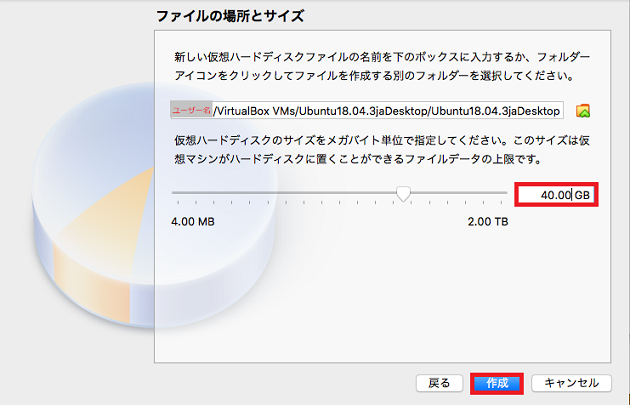 ファイルの場所とサイズ
新しい仮想ハードディスクファイルの名前を下のボックスに入力するか、フォルダー
アイコンをクリックしてファイルを作成する別のフォルダーを選択してください。
ユーザー名/VirtualBox VMs/Ubuntu18.04.3jaDesktop/Ubuntu18.04.3jaDesktop
仮想ハードディスクのサイズをメガバイト単位で指定してください。このサイズは仮
想マシンがハードディスクに置くことができるファイルデータの上限です。
40.00 GB
4.00 MB 2.00 TB
戻る 作成 キャンセル